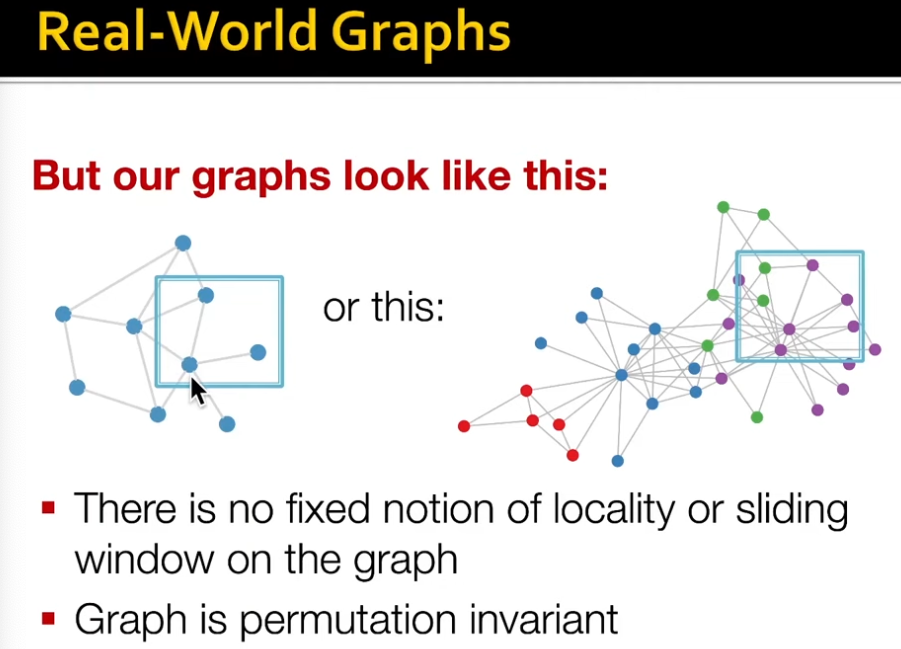 Real-World Graphs
But our graphs look like this:
or this:
There is no fixed notion of locality or sliding
window on the graph
Graph is permutation invariant